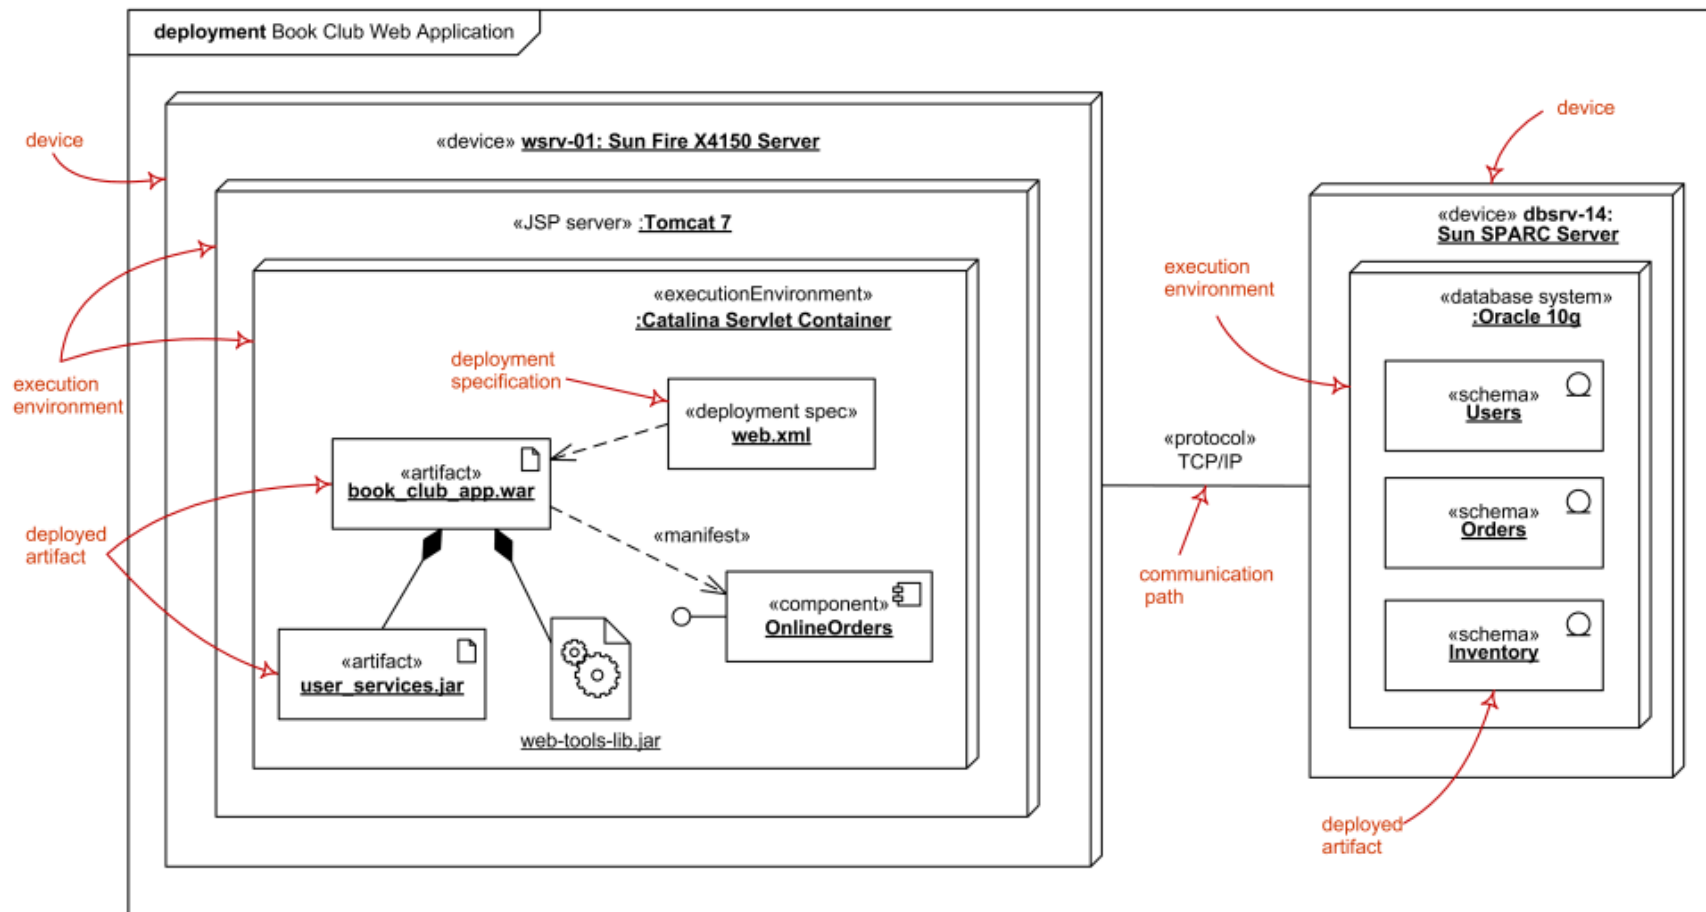 deployment Book Club Web Application
device
«device» wsrv-01: Sun Fire X4150 Server
«JSP server» :Tomcat 7
«executionEnvironment»
:Catalina Servlet Container
execution
environment
deployment
specification
«deployment spec»
web.xml
«artifact»
book_club_app.war
«manifest»
deployed
artifact
«component»
OnlineOrders
«artifact»
user_services.jar
web-tools-lib.jar
«protocol»
TCP/IP
communication
path
device
«device» dbsrv-14:
Sun SPARC Server
execution
environment
«database system»
:Oracle 10g
«schema»
Users
«schema»
Orders
«schema»
Inventory
deployed
artifact